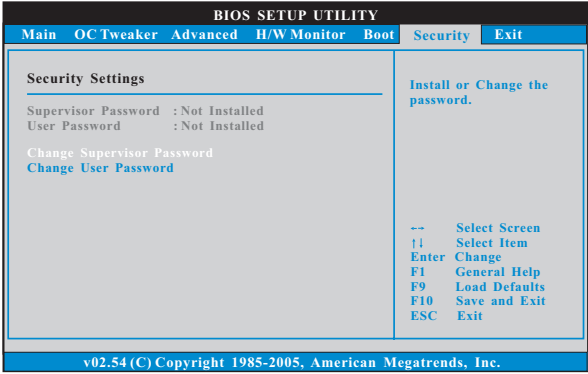 BIOS SETUP UTILITY
Main OC Tweaker Advanced H/W Monitor Boot Security Exit
Security Settings
Supervisor Password : Not Installed
User Password : Not Installed
Change Supervisor Password
Change User Password
Install or Change the
password.
←→ Select Screen
↑↓ Select Item
Enter Change
F1 General Help
F9 Load Defaults
F10 Save and Exit
ESC Exit
v02.54 (C) Copyright 1985-2005, American Megatrends, Inc.